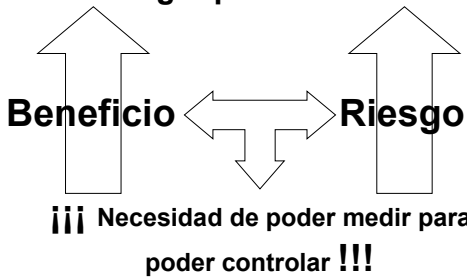 Beneficio Riesgo
¡¡¡ Necesidad de poder medir para
poder controlar !!!